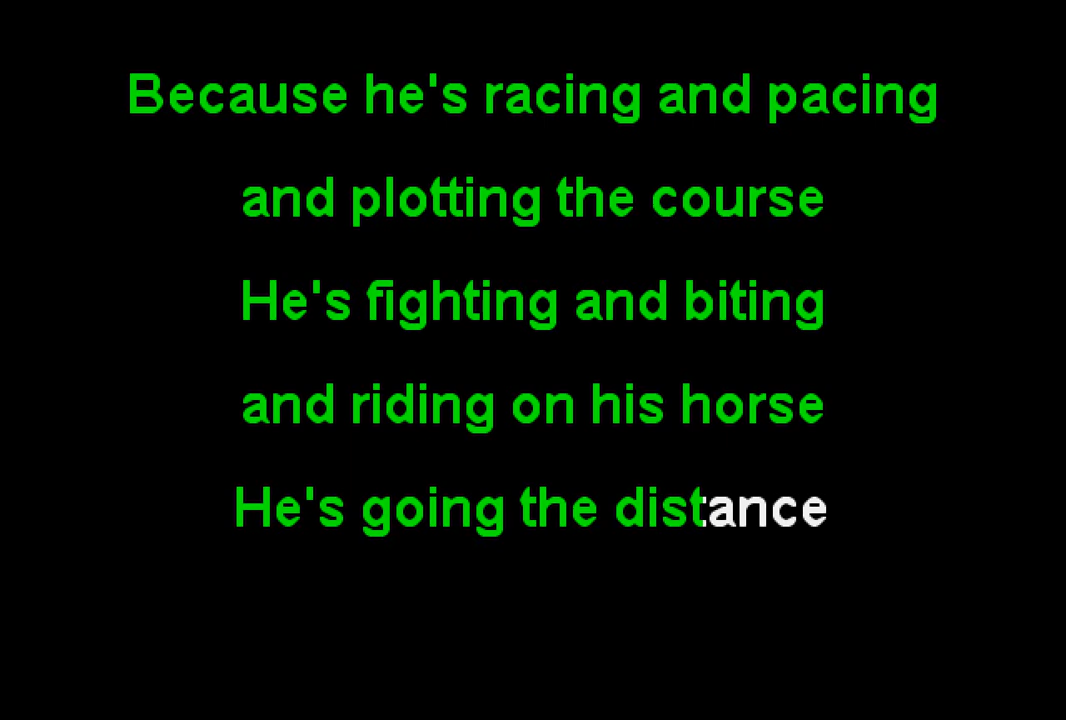 Because he's racing and pacing
and plotting the course
He's fighting and biting
and riding on his horse
He's going the distance